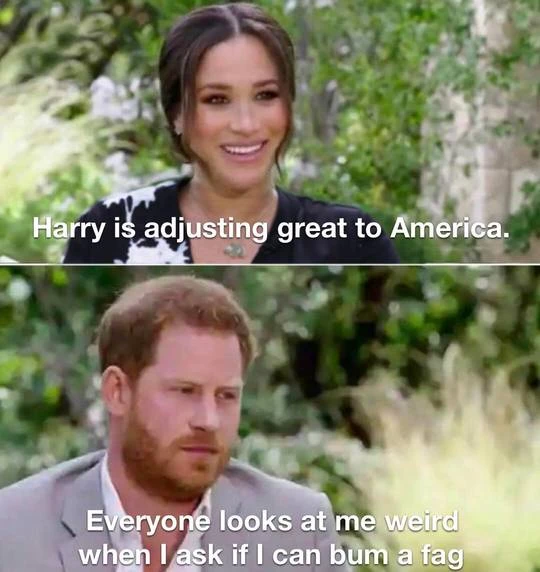 Harry is adjusting great to America.
Everyone looks at me weird
when I ask if I can bum a fag